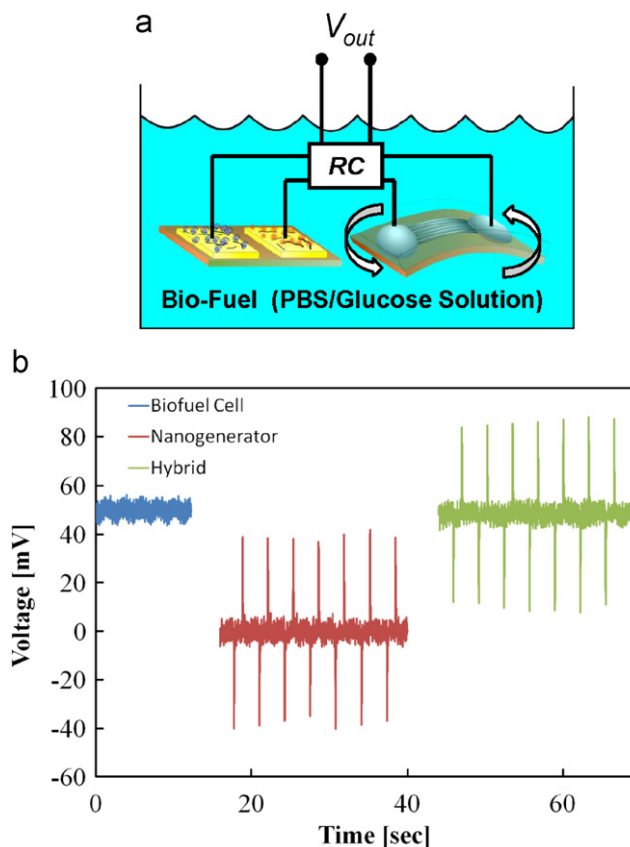 a
V_out
RC
Bio-Fuel (PBS/Glucose Solution)
b
100
80
60
40
20
0
-20
-40
-60
Voltage [mV]
Biofuel Cell
Nanogenerator
Hybrid
0
20
40
60
Time [sec]